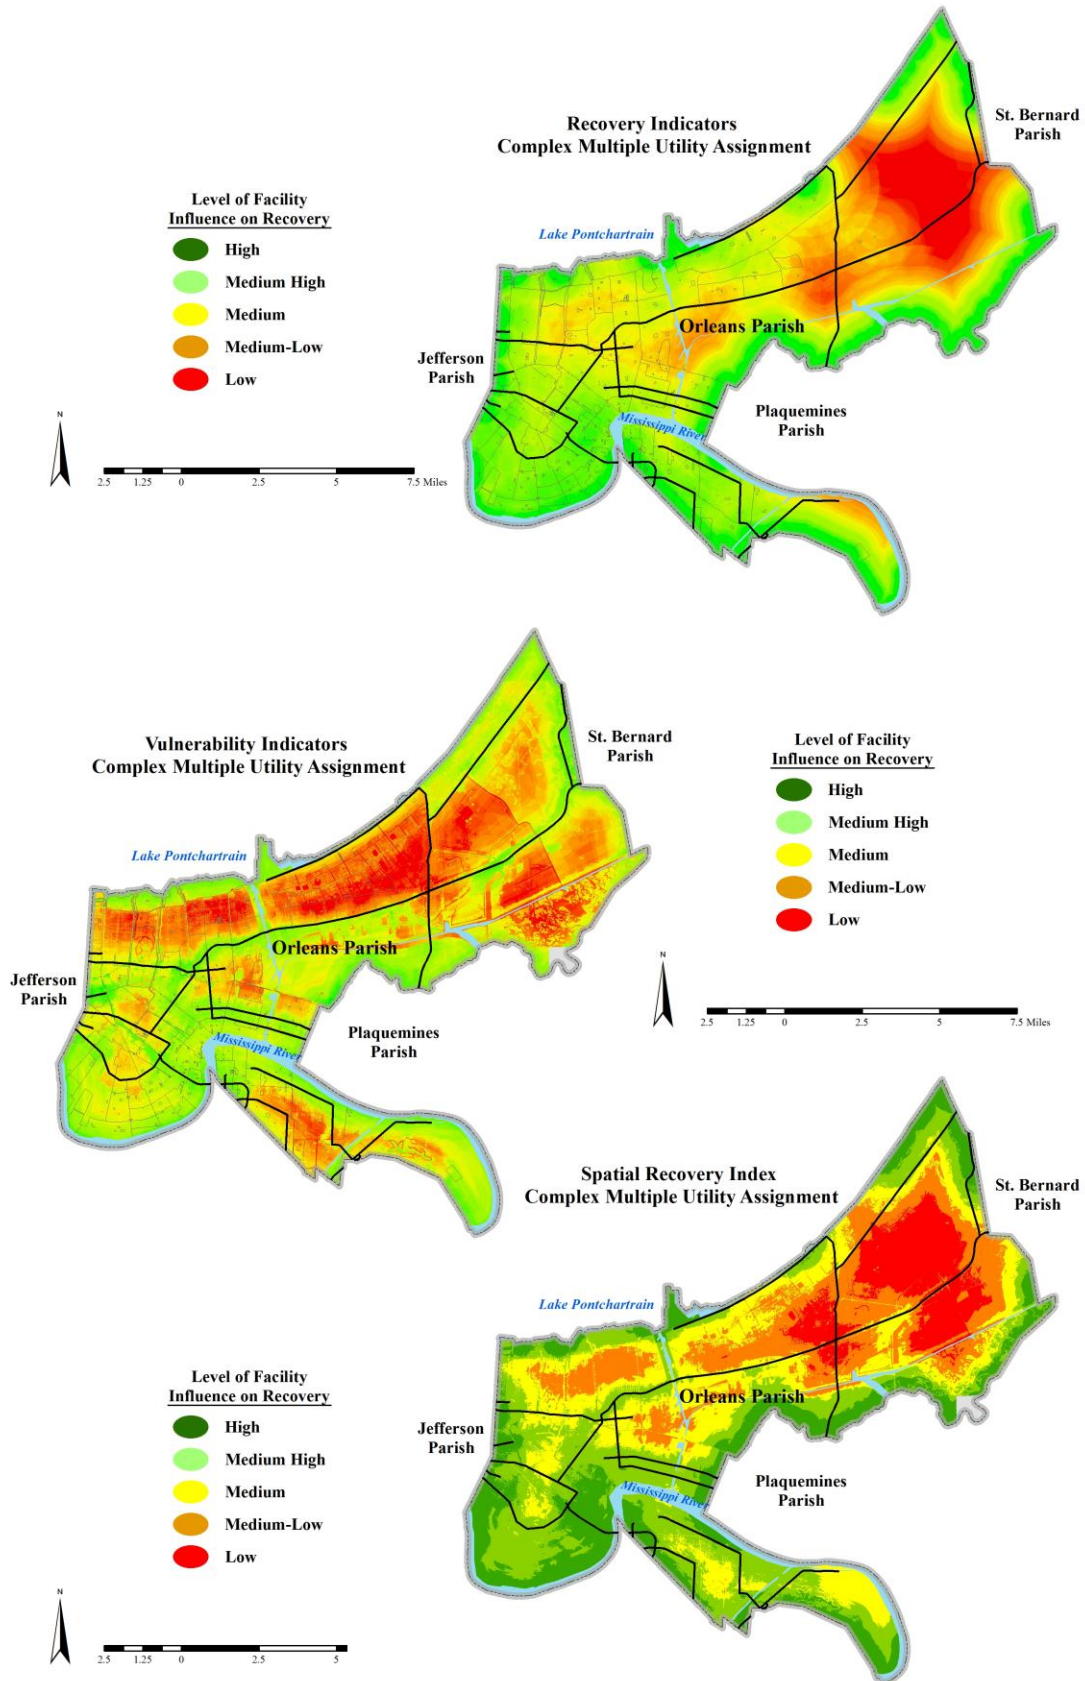 Recovery Indicators
Complex Multiple Utility Assignment
St. Bernard
Parish
Level of Facility
Influence on Recovery
High
Medium High
Medium
Medium-Low
Low
Lake Pontchartrain
Orleans Parish
Jefferson
Parish
Mississippi River
Plaquemines
Parish
N
2.5 1.25 0 2.5 5 7.5 Miles
Vulnerability Indicators
Complex Multiple Utility Assignment
St. Bernard
Parish
Level of Facility
Influence on Recovery
High
Medium High
Medium
Medium-Low
Low
Lake Pontchartrain
Orleans Parish
Jefferson
Parish
Mississippi River
Plaquemines
Parish
N
2.5 1.25 0 2.5 5 7.5 Miles
Spatial Recovery Index
Complex Multiple Utility Assignment
St. Bernard
Parish
Lake Pontchartrain
Orleans Parish
Level of Facility
Influence on Recovery
High
Medium High
Medium
Medium-Low
Low
Jefferson
Parish
Mississippi River
Plaquemines
Parish
N
2.5 1.25 0 2.5 5